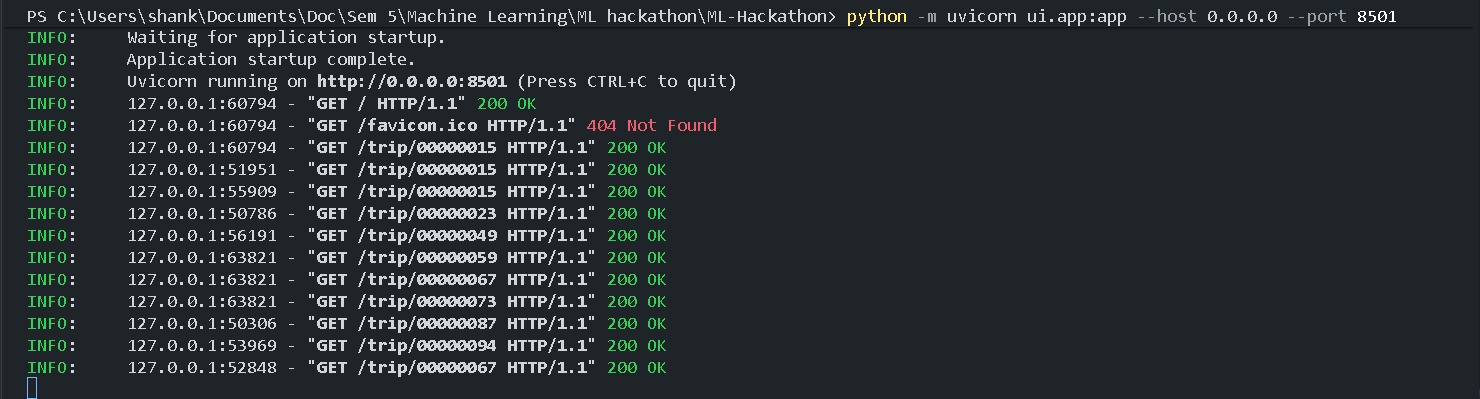 PS C:\Users\shank\Documents\Doc\Sem 5\Machine Learning\ML hackathon\ML-Hackathon> python -m uvicorn ui.app:app --host 0.0.0.0 --port 8501
INFO:     Waiting for application startup.
INFO:     Application startup complete.
INFO:     Uvicorn running on http://0.0.0.0:8501 (Press CTRL+C to quit)
INFO:     127.0.0.1:60794 - "GET / HTTP/1.1" 200 OK
INFO:     127.0.0.1:60794 - "GET /favicon.ico HTTP/1.1" 404 Not Found
INFO:     127.0.0.1:60794 - "GET /trip/00000015 HTTP/1.1" 200 OK
INFO:     127.0.0.1:51951 - "GET /trip/00000015 HTTP/1.1" 200 OK
INFO:     127.0.0.1:55909 - "GET /trip/00000015 HTTP/1.1" 200 OK
INFO:     127.0.0.1:50786 - "GET /trip/00000023 HTTP/1.1" 200 OK
INFO:     127.0.0.1:56191 - "GET /trip/00000049 HTTP/1.1" 200 OK
INFO:     127.0.0.1:63821 - "GET /trip/00000059 HTTP/1.1" 200 OK
INFO:     127.0.0.1:63821 - "GET /trip/00000067 HTTP/1.1" 200 OK
INFO:     127.0.0.1:63821 - "GET /trip/00000073 HTTP/1.1" 200 OK
INFO:     127.0.0.1:50306 - "GET /trip/00000087 HTTP/1.1" 200 OK
INFO:     127.0.0.1:53969 - "GET /trip/00000094 HTTP/1.1" 200 OK
INFO:     127.0.0.1:52848 - "GET /trip/00000067 HTTP/1.1" 200 OK